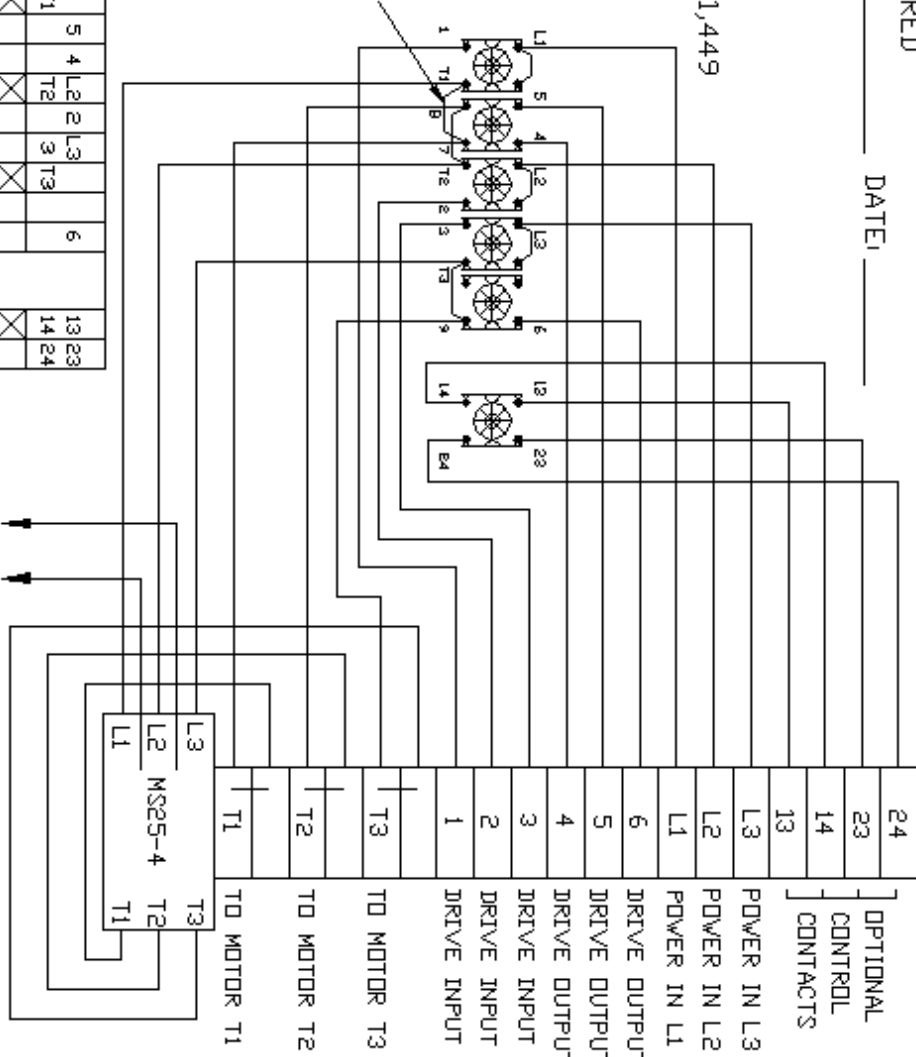 RED
1,449
DATE:
1
5
4
L2
T2
2
L3
3
T3
6
13 23
14 24
1
L1
T1
5
8
4
7
T2
L2
2
3
L3
T3
9
6
14
13
24
23
24
23
14
13
OPTIONAL
CONTROL
CONTACTS
L3 POWER IN L3
L2 POWER IN L2
L1 POWER IN L1
6 DRIVE OUTPUT
5 DRIVE OUTPUT
4 DRIVE OUTPUT
3 DRIVE INPUT
2 DRIVE INPUT
1 DRIVE INPUT
T3 TO MOTOR T3
T2 TO MOTOR T2
T1 TO MOTOR T1
L3
L2
L1
MS25-4
T3
T2
T1